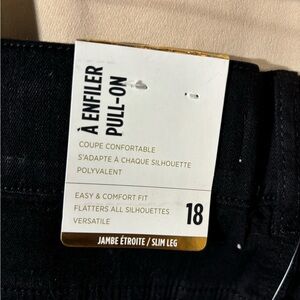 À ENFILER
PULL-ON
COUPE CONFORTABLE
S'ADAPTE À CHAQUE SILHOUETTE
POLYVALENT
EASY & COMFORT FIT
FLATTERS ALL SILHOUETTES
VERSATILE
18
JAMBE ÉTROITE / SLIM LEG